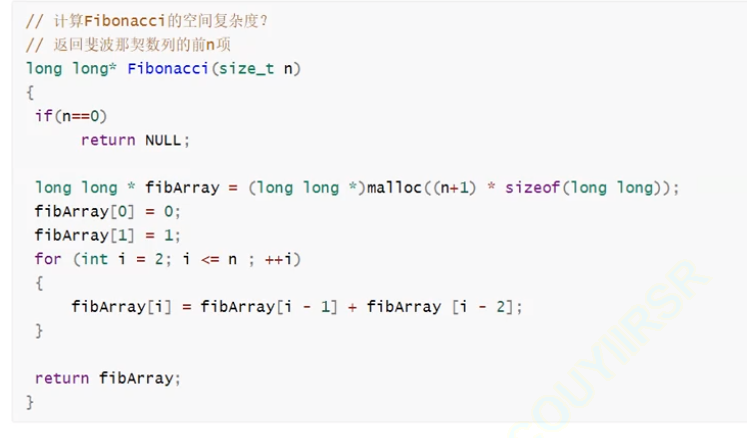 // 计算Fibonacci的空间复杂度？
// 返回斐波那契数列的前n项
long long* Fibonacci(size_t n)
{
if(n==0)
return NULL;
long long * fibArray = (long long *)malloc((n+1) * sizeof(long long));
fibArray[0] = 0;
fibArray[1] = 1;
for (int i = 2; i <= n ; ++i)
{
fibArray[i] = fibArray[i - 1] + fibArray [i - 2];
}
return fibArray;
}